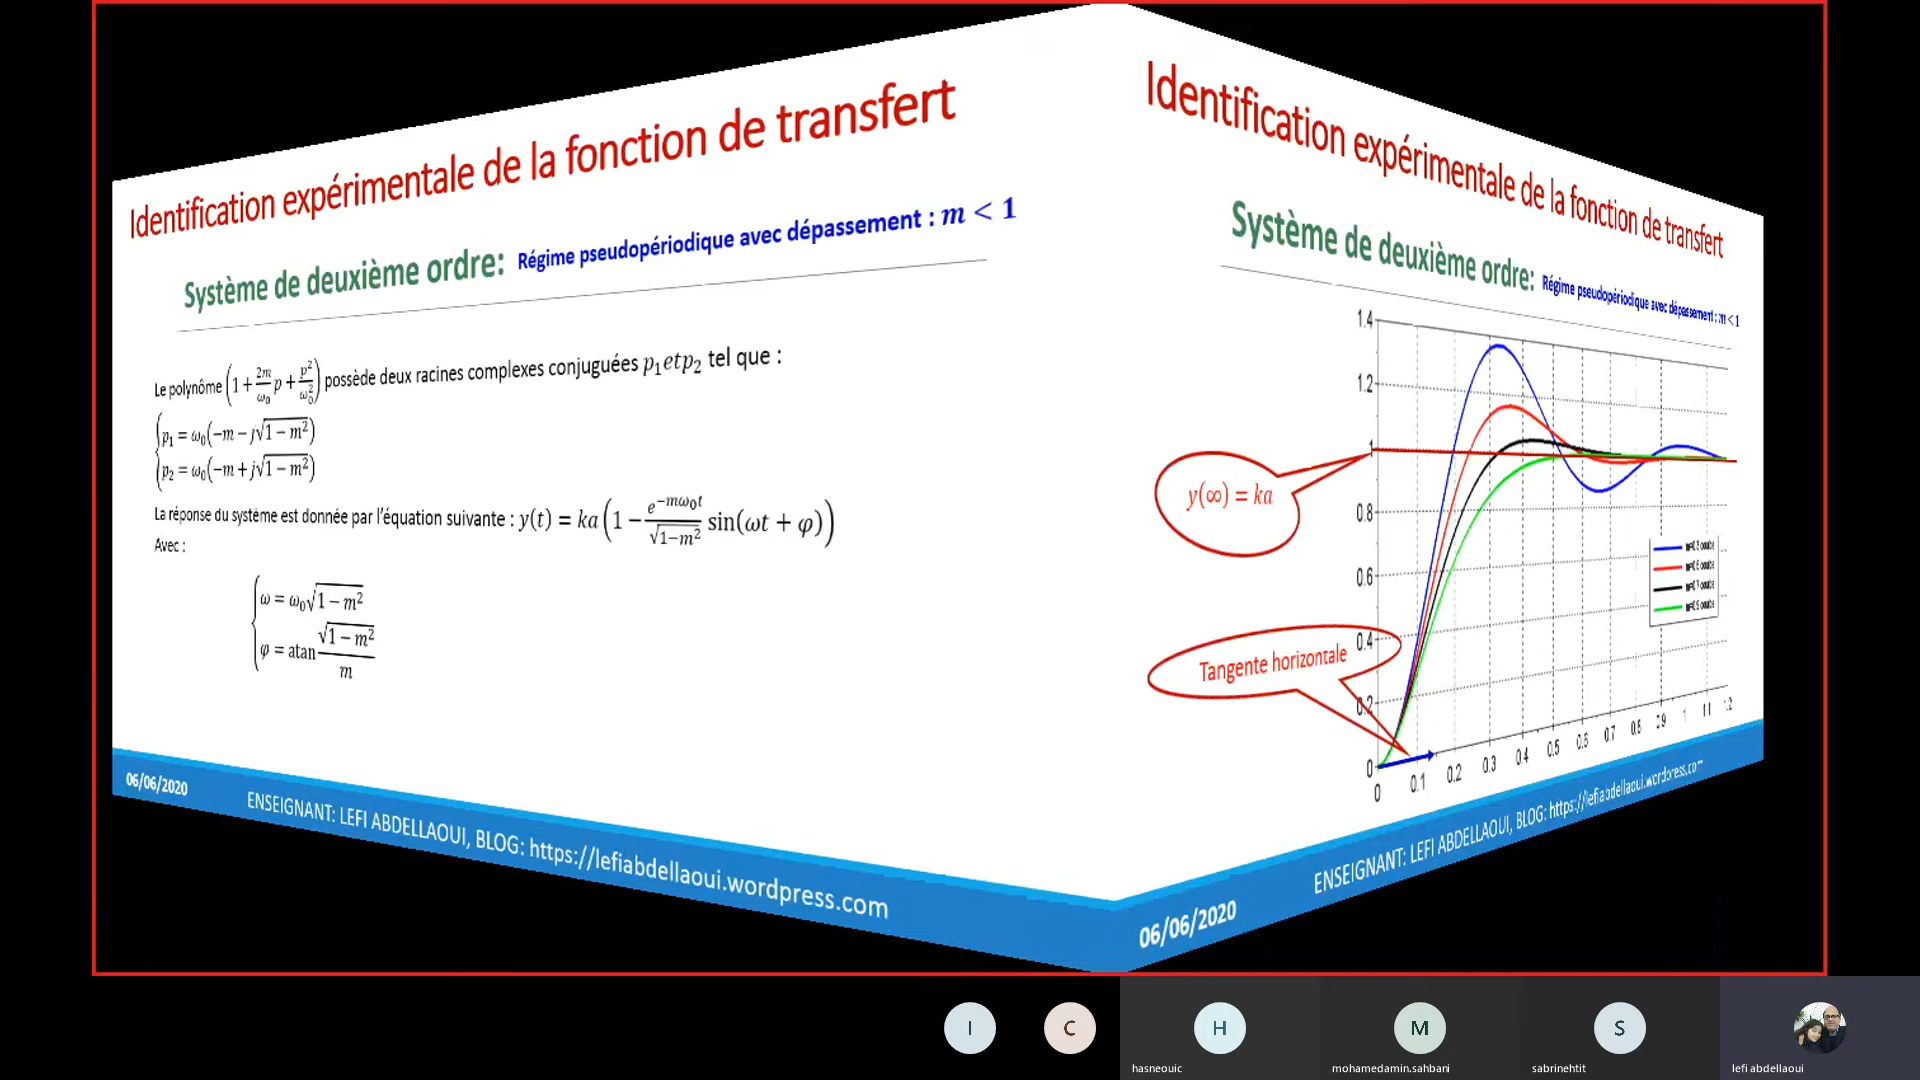 Identification expérimentale de la fonction de transfert
Système de deuxième ordre: Régime pseudopériodique avec dépassement : m < 1
Le polynôme (1 + 2m/ω₀ p + p²/ω₀²) possède deux racines complexes conjuguées p₁etp₂ tel que :
p₁ = ω₀(−m − j√(1 − m²))
p₂ = ω₀(−m + j√(1 − m²))
La réponse du système est donnée par l'équation suivante : y(t) = ka(1 − e^(−mω₀t)/√(1−m²) sin(ωt + φ))
Avec :
ω = ω₀√(1 − m²)
φ = atan √(1 − m²)/m
06/06/2020
ENSEIGNANT: LEFI ABDELLAOUI, BLOG: https://lefiabdellaoui.wordpress.com
Identification expérimentale de la fonction de transfert
Système de deuxième ordre: Régime pseudopériodique avec dépassement : m < 1
1.4
1.2
1
0.8
0.6
0.4
0.2
0
0 0.1 0.2 0.3 0.4 0.5 0.6 0.7 0.8 0.9 1 1.1 1.2
y(∞) = ka
Tangente horizontale
06/06/2020
ENSEIGNANT: LEFI ABDELLAOUI, BLOG: https://lefiabdellaoui.wordpress.com
I
C
H
M
S
hasneouic
mohamedamin.sahbani
sabrinehtit
lefi abdellaoui